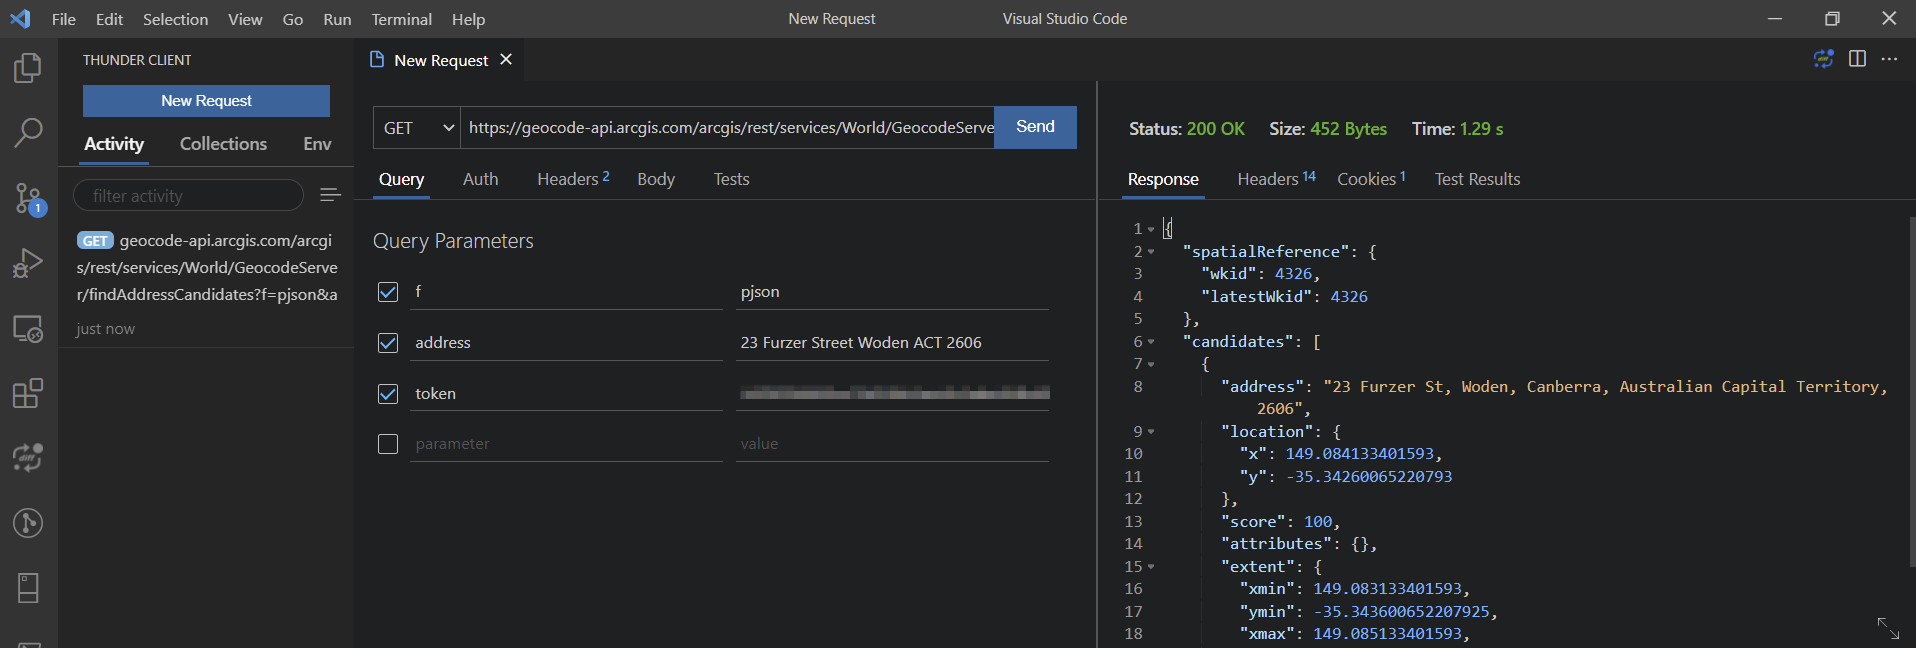 File Edit Selection View Go Run Terminal Help
New Request
Visual Studio Code
THUNDER CLIENT
New Request
Activity Collections Env
filter activity
GET geocode-api.arcgis.com/arcgi
s/rest/services/World/GeocodeServe
r/findAddressCandidates?f=pjson&a
just now
1
diff
New Request
GET https://geocode-api.arcgis.com/arcgis/rest/services/World/GeocodeServe Send
Query Auth Headers 2 Body Tests
Query Parameters
f pjson
address 23 Furzer Street Woden ACT 2606
token
parameter value
Status: 200 OK Size: 452 Bytes Time: 1.29 s
Response Headers 14 Cookies 1 Test Results
1 {
2 "spatialReference": {
3 "wkid": 4326,
4 "latestWkid": 4326
5 },
6 "candidates": [
7 {
8 "address": "23 Furzer St, Woden, Canberra, Australian Capital Territory,
2606",
9 "location": {
10 "x": 149.084133401593,
11 "y": -35.34260065220793
12 },
13 "score": 100,
14 "attributes": {},
15 "extent": {
16 "xmin": 149.083133401593,
17 "ymin": -35.343600652207925,
18 "xmax": 149.085133401593,